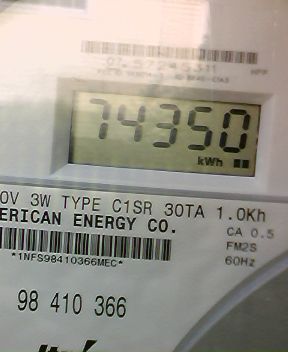 74350
kWh
0V 3W TYPE C1SR 30TA 1.0Kh
ERICAN ENERGY CO.
CA 0.5
FM2S
60Hz
*1NFS98410366MEC*
98 410 366